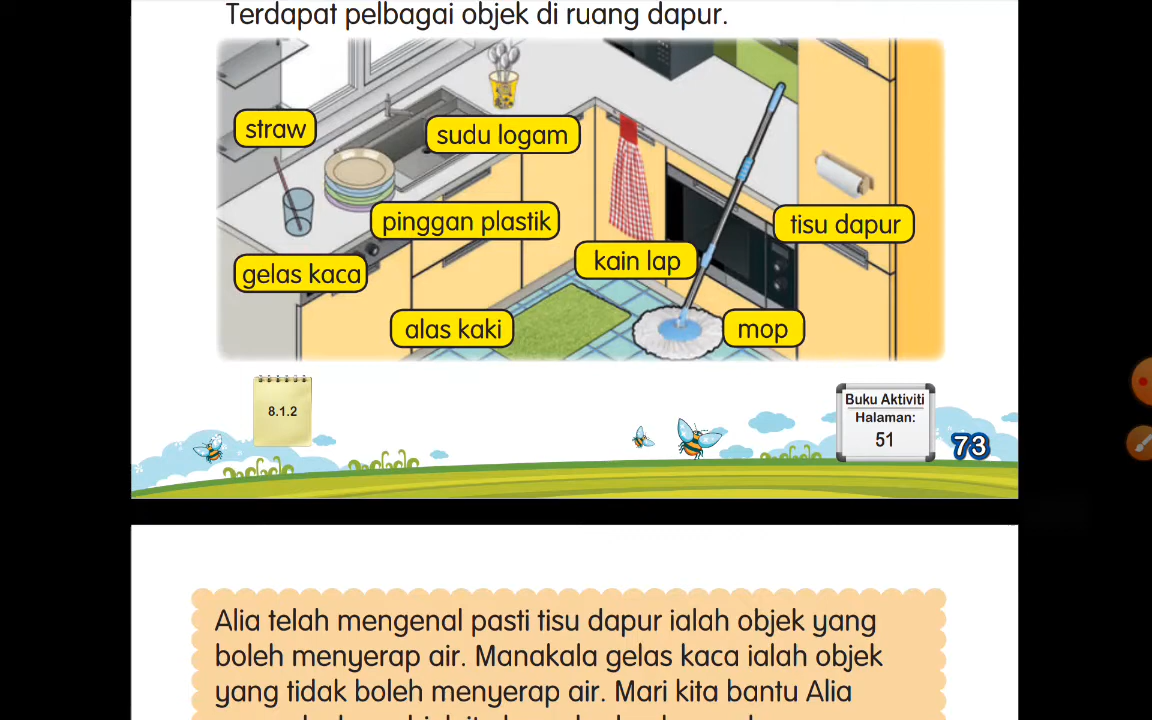 Terdapat pelbagai objek di ruang dapur.
straw
sudu logam
pinggan plastik
tisu dapur
kain lap
gelas kaca
alas kaki
mop
8.1.2
Buku Aktiviti
Halaman:
51
73
Alia telah mengenal pasti tisu dapur ialah objek yang
boleh menyerap air. Manakala gelas kaca ialah objek
yang tidak boleh menyerap air. Mari kita bantu Alia